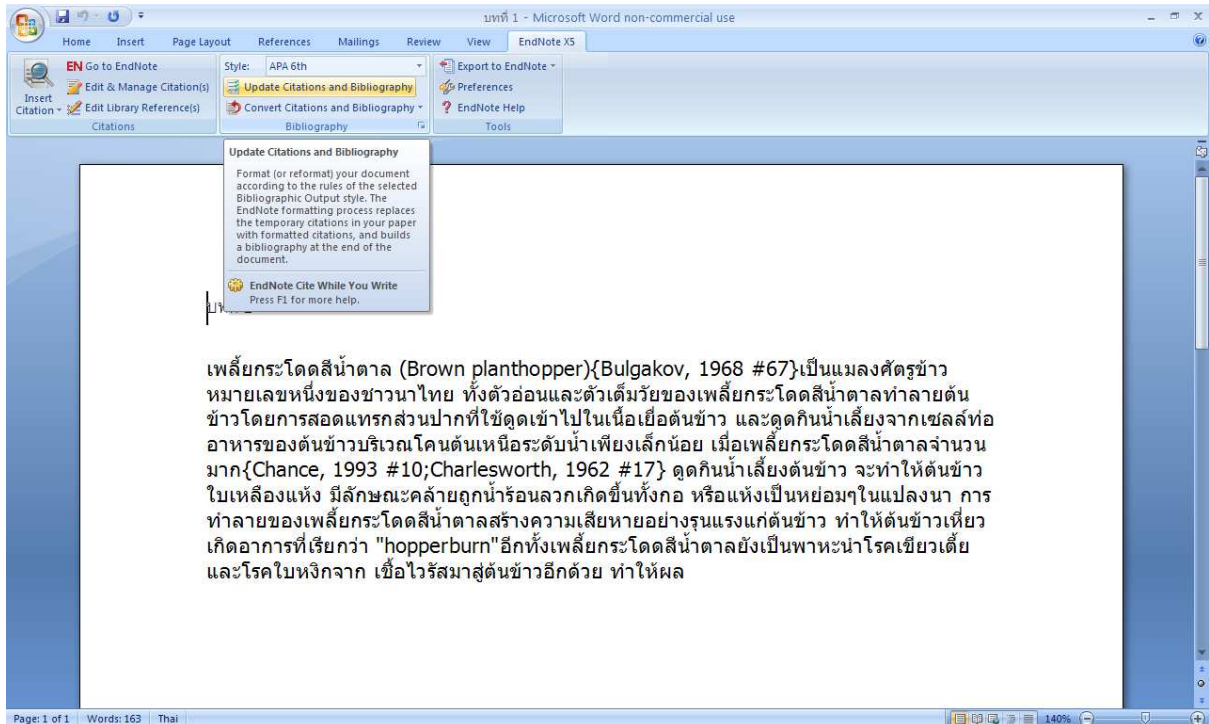 บทที่ 1 - Microsoft Word non-commercial use
Home Insert Page Layout References Mailings Review View EndNote X5
EN Go to EndNote
Edit & Manage Citation(s)
Edit Library Reference(s)
Insert
Citation
Citations
Style: APA 6th
Update Citations and Bibliography
Convert Citations and Bibliography
Bibliography
Export to EndNote
Preferences
EndNote Help
Tools
Update Citations and Bibliography
Format (or reformat) your document
according to the rules of the selected
Bibliographic Output style. The
EndNote formatting process replaces
the temporary citations in your paper
with formatted citations, and builds
a bibliography at the end of the
document.
EndNote Cite While You Write
Press F1 for more help.
เพลี้ยกระโดดสีน้ำตาล (Brown planthopper){Bulgakov, 1968 #67}เป็นแมลงศัตรูข้าว
หมายเลขหนึ่งของชาวนาไทย ทั้งตัวอ่อนและตัวเต็มวัยของเพลี้ยกระโดดสีน้ำตาลทำลายต้น
ข้าวโดยการสอดแทรกส่วนปากที่ใช้ดูดเข้าไปในเนื้อเยื่อต้นข้าว และดูดกินน้ำเลี้ยงจากเซลล์ท่อ
อาหารของต้นข้าวบริเวณโคนต้นเหนือระดับน้ำเพียงเล็กน้อย เมื่อเพลี้ยกระโดดสีน้ำตาลจำนวน
มาก{Chance, 1993 #10;Charlesworth, 1962 #17} ดูดกินน้ำเลี้ยงต้นข้าว จะทำให้ต้นข้าว
ใบเหลืองแห้ง มีลักษณะคล้ายถูกน้ำร้อนลวกเกิดขึ้นทั้งกอ หรือแห้งเป็นหย่อมๆในแปลงนา การ
ทำลายของเพลี้ยกระโดดสีน้ำตาลสร้างความเสียหายอย่างรุนแรงแก่ต้นข้าว ทำให้ต้นข้าวเหี่ยว
เกิดอาการที่เรียกว่า "hopperburn"อีกทั้งเพลี้ยกระโดดสีน้ำตาลยังเป็นพาหะนำโรคเขียวเตี้ย
และโรคใบหงิกจาก เชื้อไวรัสมาสู่ต้นข้าวอีกด้วย ทำให้ผล
Page: 1 of 1 Words: 163 Thai 140%